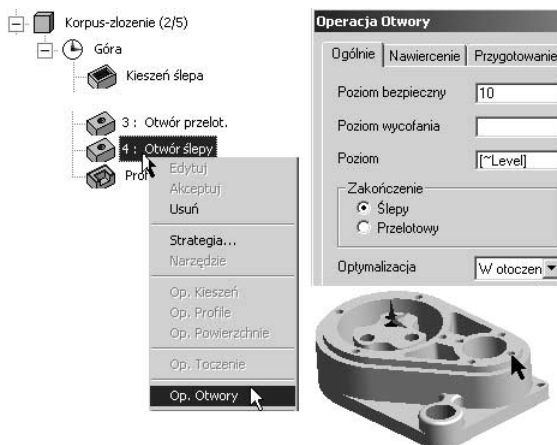 Korpus-zlozenie (2/5)
Góra
Kieszeń ślepa
3 : Otwór przelot.
4 : Otwór ślepy
Edytuj
Akceptuj
Usuń
Strategia...
Narzędzie
Op. Kieszeń
Op. Profile
Op. Powierzchnie
Op. Toczenie
Op. Otwory
Operacja Otwory
Ogólnie Nawiercenie Przygotowanie
Poziom bezpieczny 10
Poziom wycofania
Poziom [~Level]
Zakończenie
Ślepy
Przelotowy
Optymalizacja W otoczen